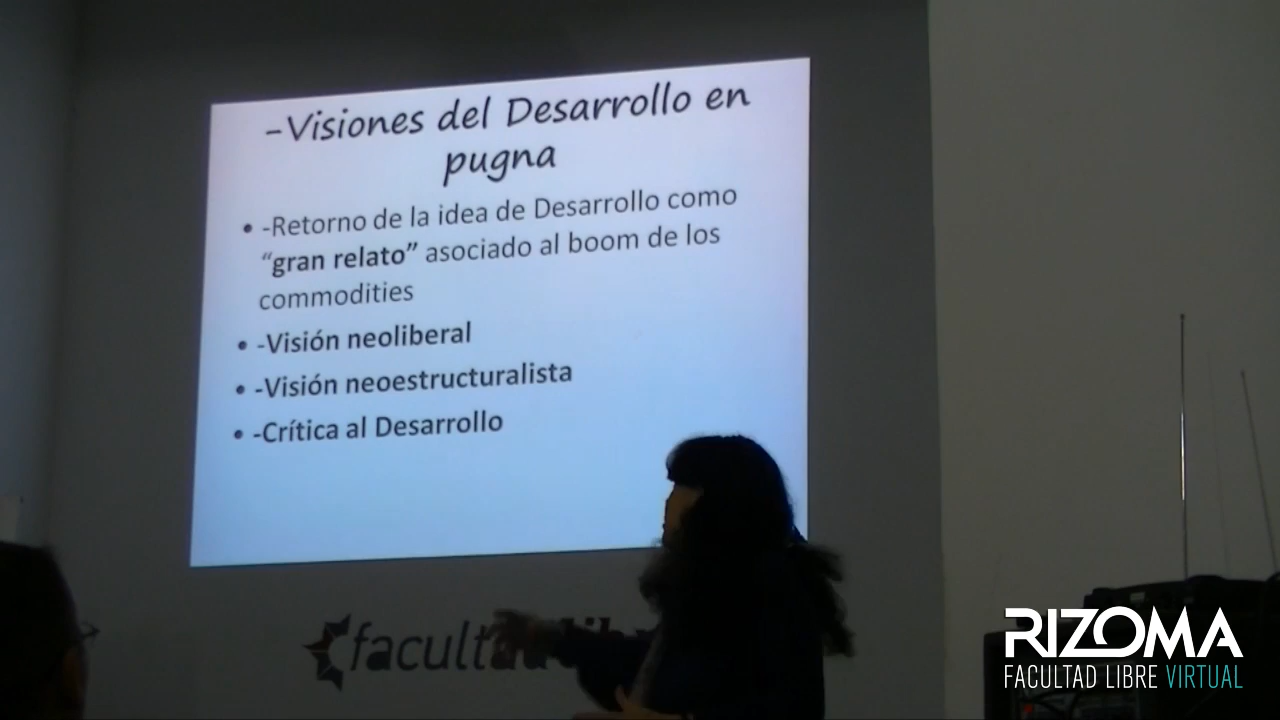 -Visiones del Desarrollo en
pugna
• -Retorno de la idea de Desarrollo como
“gran relato” asociado al boom de los
commodities
• -Visión neoliberal
• -Visión neoestructuralista
• -Crítica al Desarrollo
facultad
RIZOMA
FACULTAD LIBRE VIRTUAL